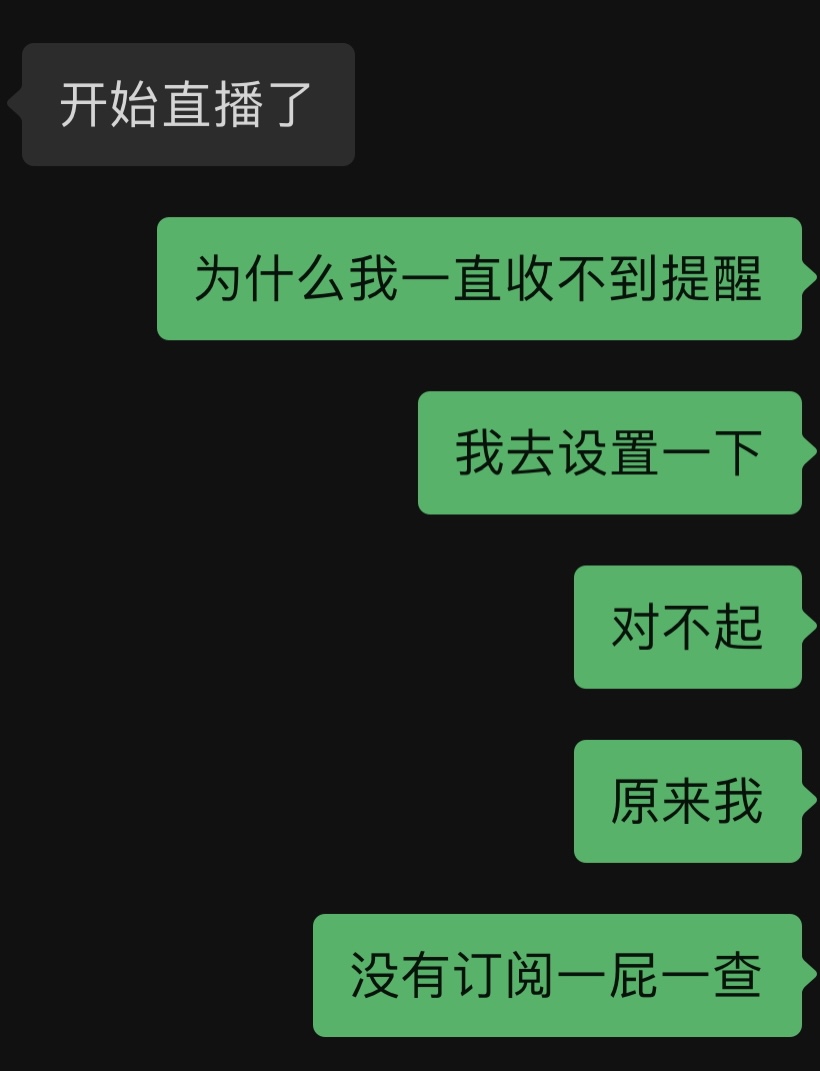 开始直播了
为什么我一直收不到提醒
我去设置一下
对不起
原来我
没有订阅一屁一查